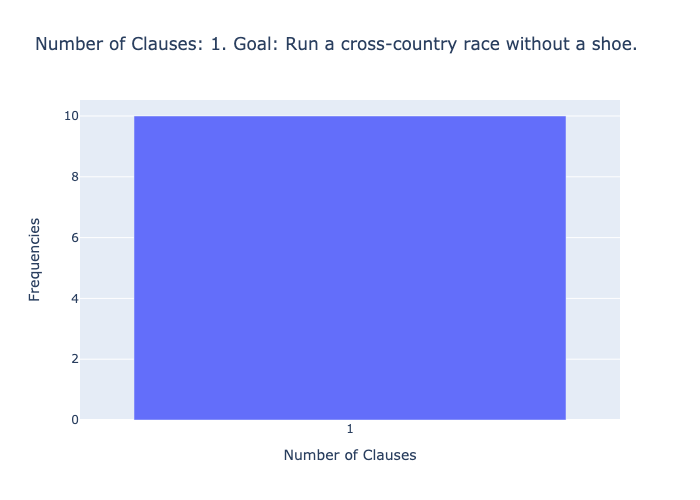 Number of Clauses: 1. Goal: Run a cross-country race without a shoe.
10
8
6
4
2
0
Frequencies
1
Number of Clauses